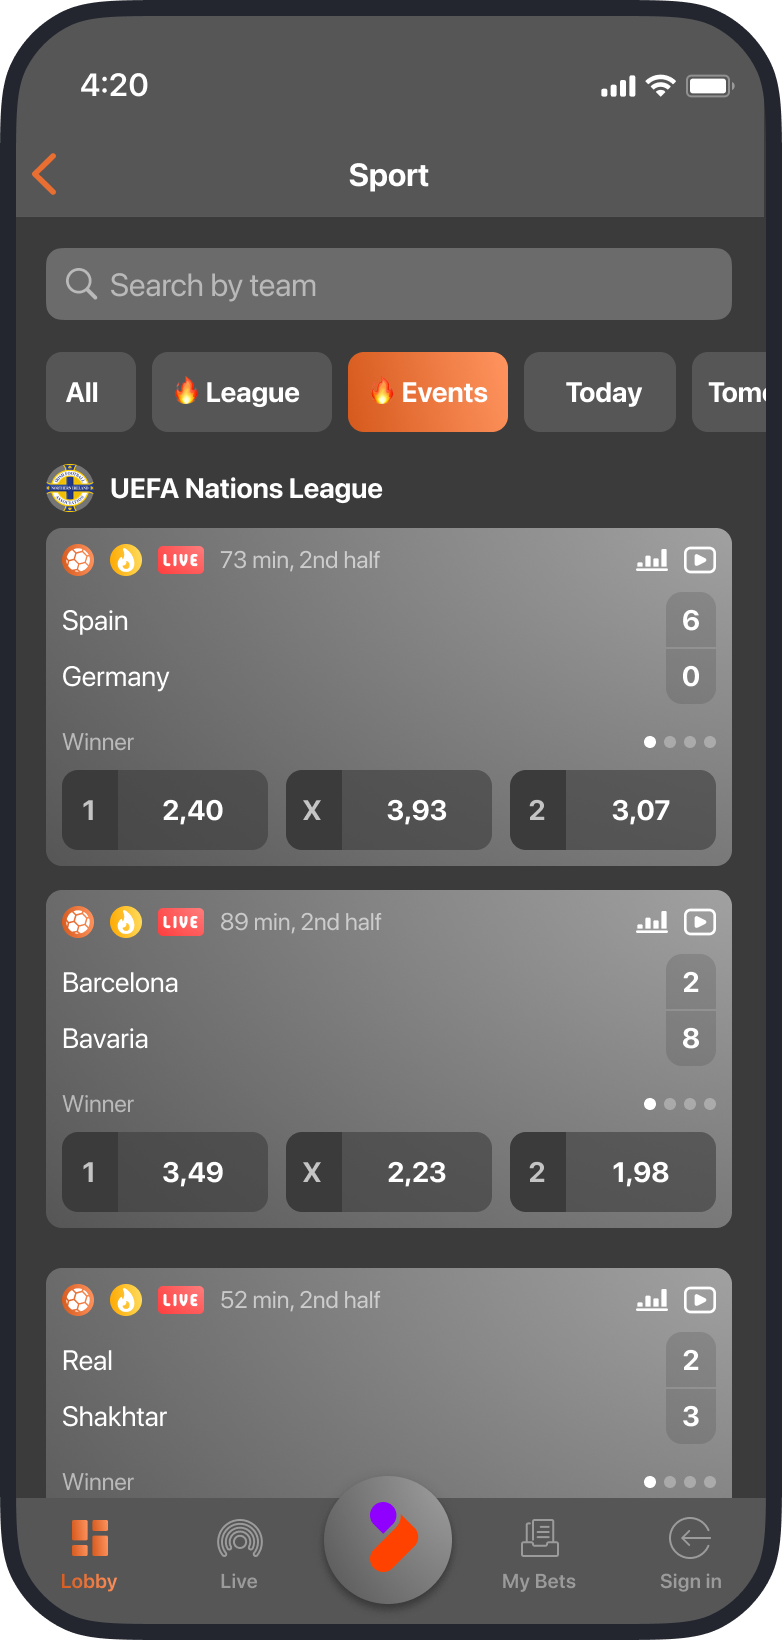 4:20
Sport
Search by team
All League Events Today Tomo
UEFA Nations League
LIVE 73 min, 2nd half
Spain 6
Germany 0
Winner
1 2,40 X 3,93 2 3,07
LIVE 89 min, 2nd half
Barcelona 2
Bavaria 8
Winner
1 3,49 X 2,23 2 1,98
LIVE 52 min, 2nd half
Real 2
Shakhtar 3
Winner
Lobby Live My Bets Sign in